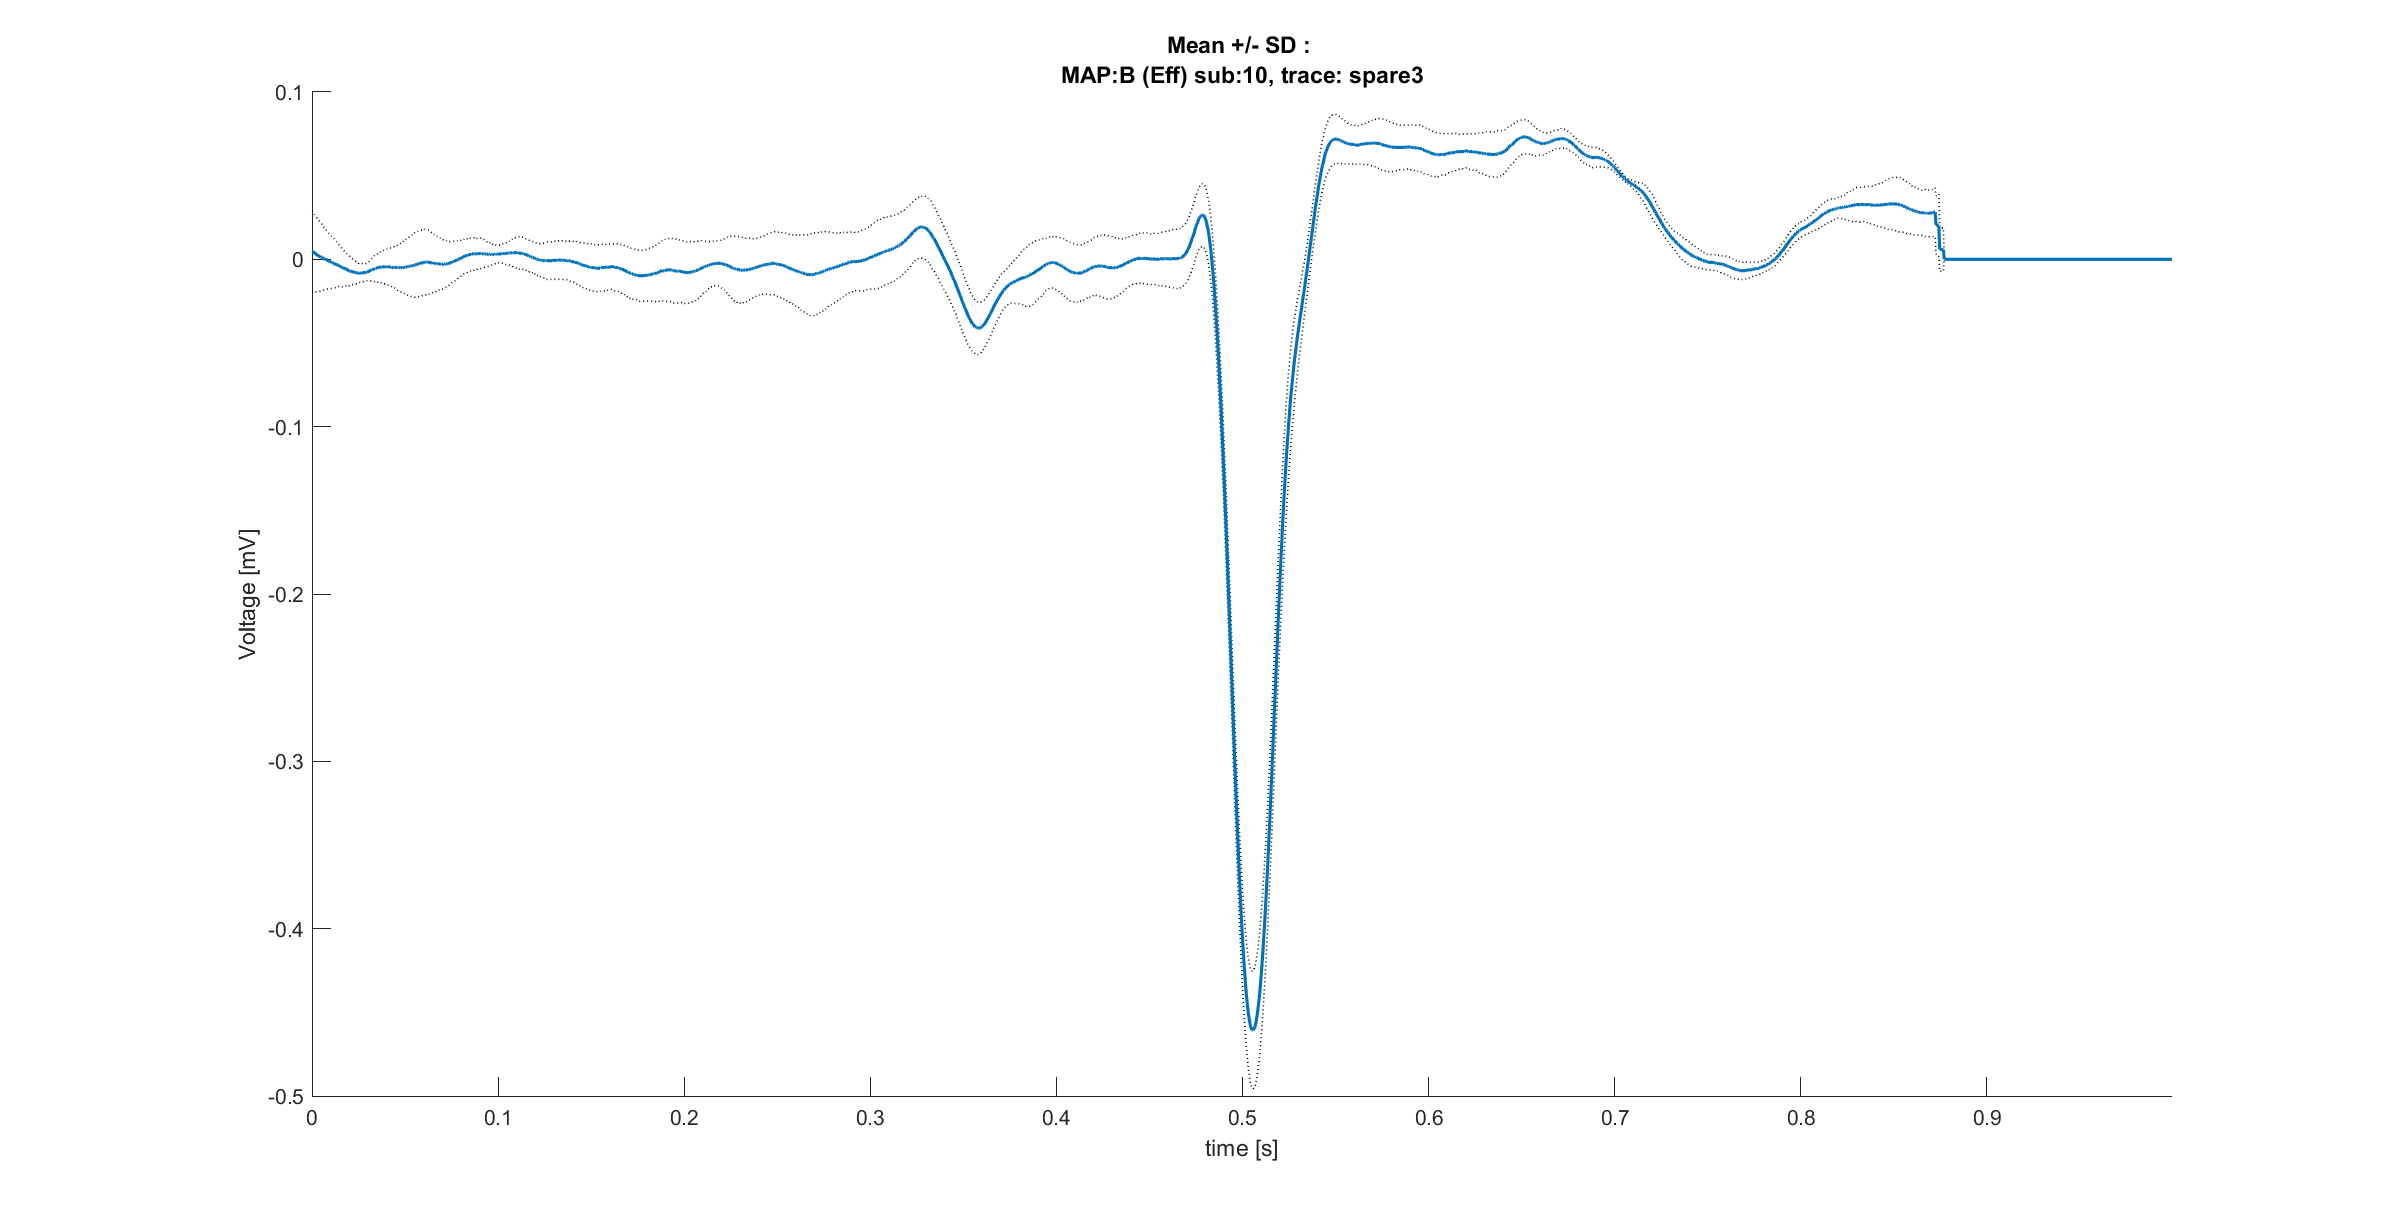 Mean +/- SD :
MAP:B (Eff) sub:10, trace: spare3
0.1
0
-0.1
-0.2
-0.3
-0.4
-0.5
Voltage [mV]
0 0.1 0.2 0.3 0.4 0.5 0.6 0.7 0.8 0.9
time [s]